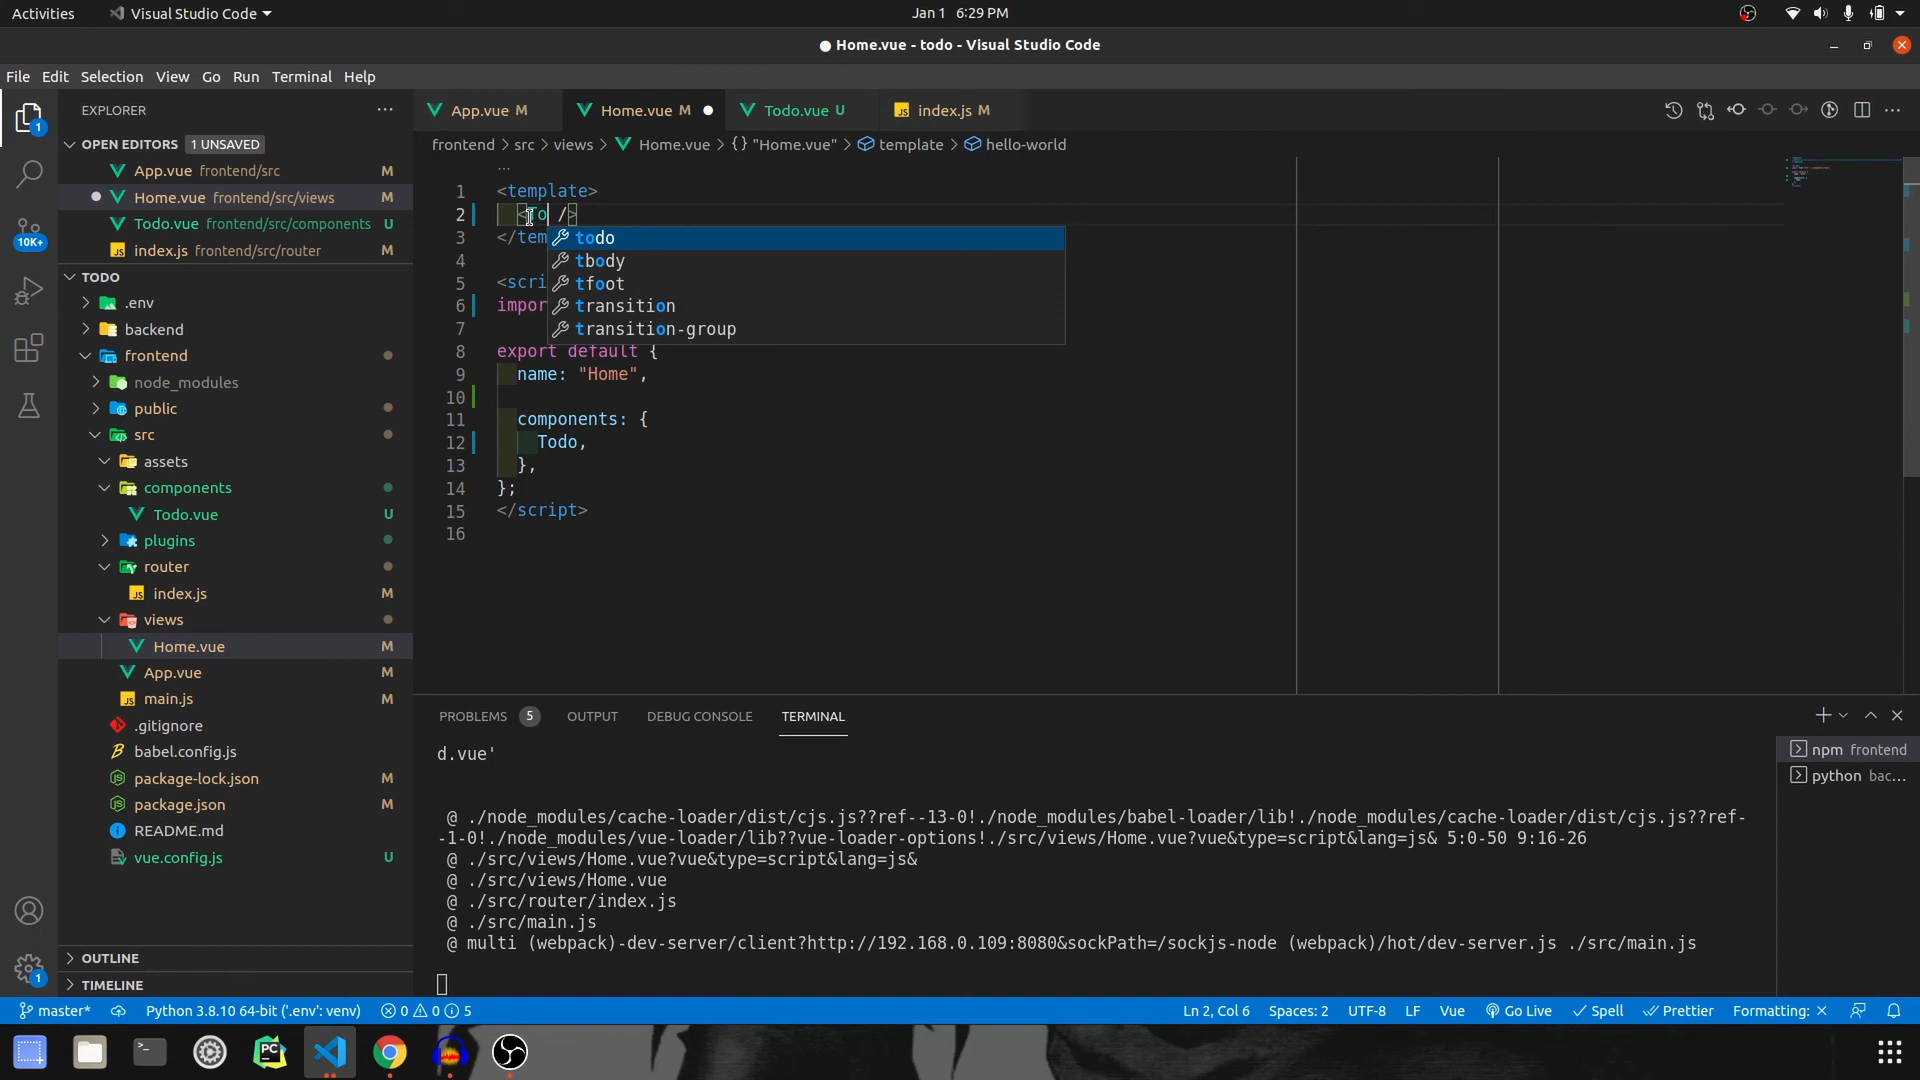 Activities
Visual Studio Code
Jan 1 6:29 PM
● Home.vue - todo - Visual Studio Code
File Edit Selection View Go Run Terminal Help
EXPLORER
App.vue M
Home.vue M
Todo.vue U
index.js M
OPEN EDITORS 1 UNSAVED
App.vue frontend/src M
Home.vue frontend/src/views M
Todo.vue frontend/src/components U
index.js frontend/src/router M
TODO
.env
backend
frontend
node_modules
public
src
assets
components
Todo.vue U
plugins
router
index.js M
views
Home.vue M
App.vue M
main.js M
.gitignore
babel.config.js
package-lock.json M
package.json M
README.md
vue.config.js U
OUTLINE
TIMELINE
1
10K+
1
frontend > src > views > Home.vue > {} "Home.vue" > template > hello-world
1 <template>
2 <To />
3 </tem
4
5 <scri
6 impor
7
8 export default {
9 name: "Home",
10
11 components: {
12 Todo,
13 },
14 };
15 </script>
16
todo
tbody
tfoot
transition
transition-group
PROBLEMS 5 OUTPUT DEBUG CONSOLE TERMINAL
d.vue'
@ ./node_modules/cache-loader/dist/cjs.js??ref--13-0!./node_modules/babel-loader/lib!./node_modules/cache-loader/dist/cjs.js??ref-
-1-0!./node_modules/vue-loader/lib??vue-loader-options!./src/views/Home.vue?vue&type=script&lang=js& 5:0-50 9:16-26
@ ./src/views/Home.vue?vue&type=script&lang=js&
@ ./src/views/Home.vue
@ ./src/router/index.js
@ ./src/main.js
@ multi (webpack)-dev-server/client?http://192.168.0.109:8080&sockPath=/sockjs-node (webpack)/hot/dev-server.js ./src/main.js
npm frontend
python bac...
master* Python 3.8.10 64-bit ('.env': venv) 0 0 5 Ln 2, Col 6 Spaces: 2 UTF-8 LF Vue Go Live Spell Prettier Formatting: ×
PC